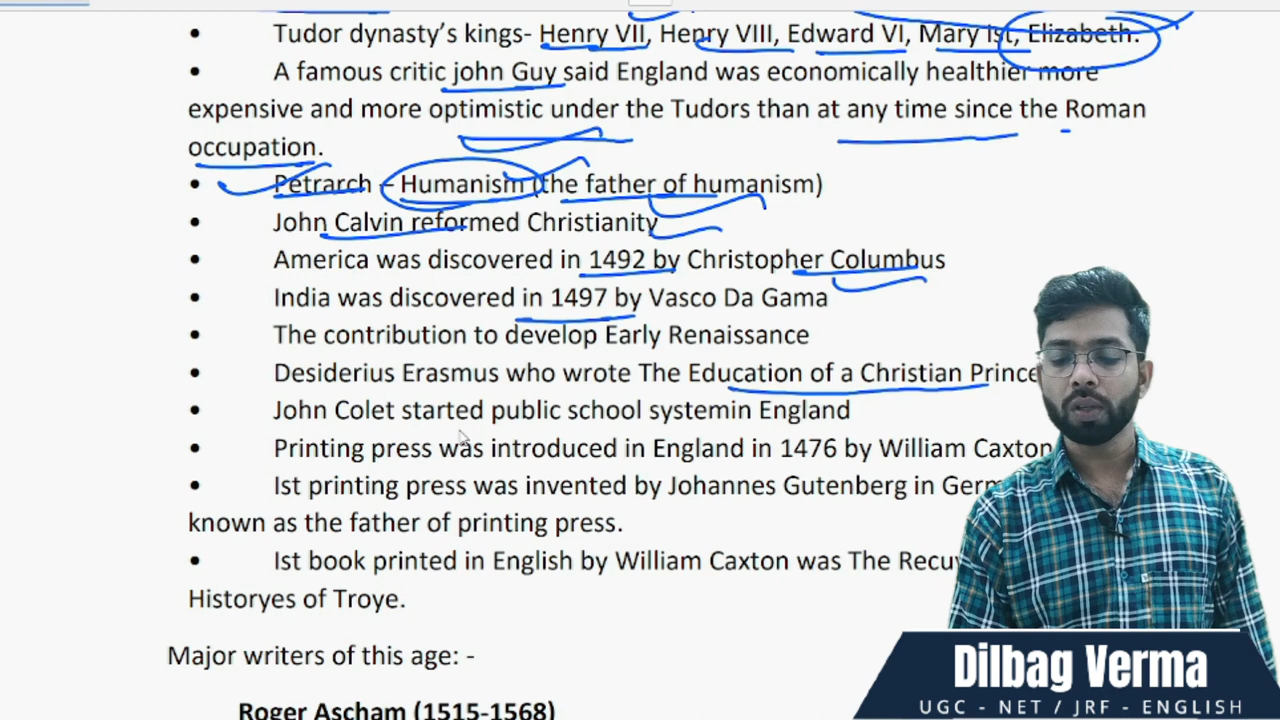 • Tudor dynasty's kings- Henry VII, Henry VIII, Edward VI, Mary Ist, Elizabeth.
• A famous critic john Guy said England was economically healthier more
expensive and more optimistic under the Tudors than at any time since the Roman
occupation.
• Petrarch – Humanism (the father of humanism)
• John Calvin reformed Christianity
• America was discovered in 1492 by Christopher Columbus
• India was discovered in 1497 by Vasco Da Gama
• The contribution to develop Early Renaissance
• Desiderius Erasmus who wrote The Education of a Christian Prince
• John Colet started public school systemin England
• Printing press was introduced in England in 1476 by William Caxton
• Ist printing press was invented by Johannes Gutenberg in
known as the father of printing press.
• Ist book printed in English by William Caxton was The
Historyes of Troye.
Major writers of this age: -
Roger Ascham (1515-1568)
Dilbag Verma
UGC - NET / JRF - ENGLISH